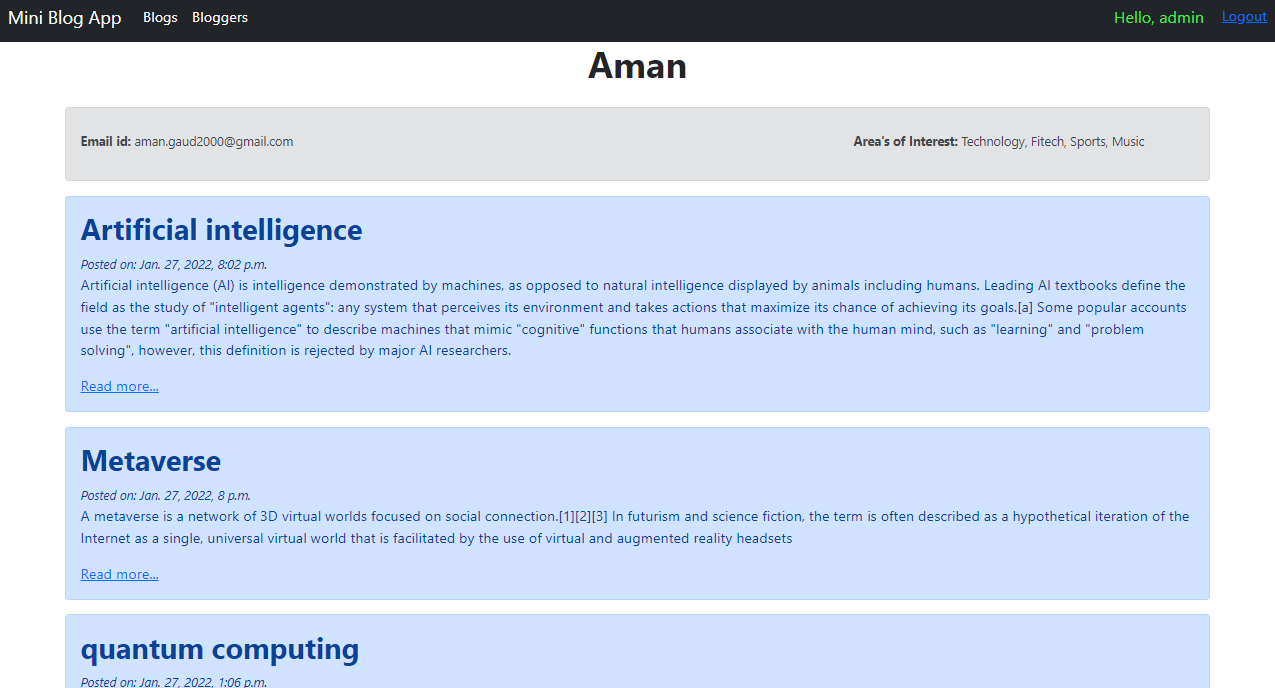 Mini Blog App Blogs Bloggers Hello, admin Logout
Aman
Email id: aman.gaud2000@gmail.com Area's of Interest: Technology, Fitech, Sports, Music
Artificial intelligence
Posted on: Jan. 27, 2022, 8:02 p.m.
Artificial intelligence (AI) is intelligence demonstrated by machines, as opposed to natural intelligence displayed by animals including humans. Leading AI textbooks define the
field as the study of "intelligent agents": any system that perceives its environment and takes actions that maximize its chance of achieving its goals.[a] Some popular accounts
use the term "artificial intelligence" to describe machines that mimic "cognitive" functions that humans associate with the human mind, such as "learning" and "problem
solving", however, this definition is rejected by major AI researchers.
Read more...
Metaverse
Posted on: Jan. 27, 2022, 8 p.m.
A metaverse is a network of 3D virtual worlds focused on social connection.[1][2][3] In futurism and science fiction, the term is often described as a hypothetical iteration of the
Internet as a single, universal virtual world that is facilitated by the use of virtual and augmented reality headsets
Read more...
quantum computing
Posted on: Jan. 27, 2022, 1:06 p.m.